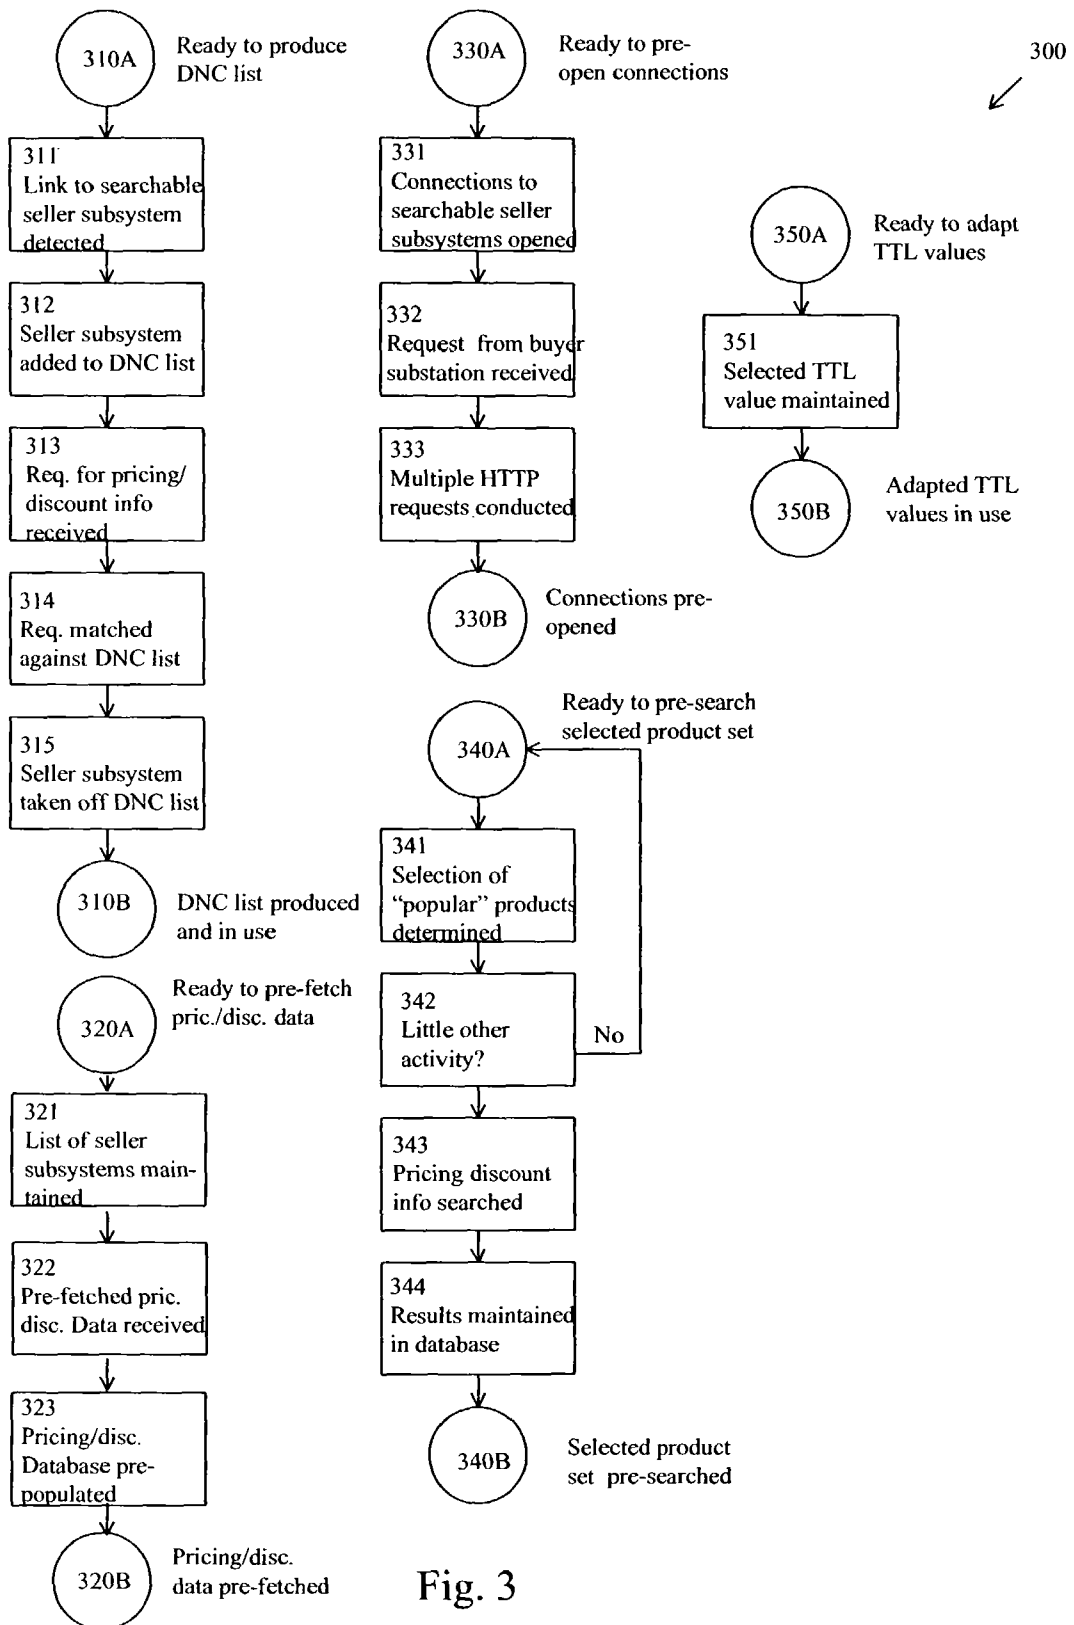 310A
Ready to produce
DNC list
311
Link to searchable
seller subsystem
detected
312
Seller subsystem
added to DNC list
313
Req. for pricing/
discount info
received
314
Req. matched
against DNC list
315
Seller subsystem
taken off DNC list
310B
DNC list produced
and in use
320A
Ready to pre-fetch
pric./disc. data
321
List of seller
subsystems main-
tained
322
Pre-fetched pric.
disc. Data received
323
Pricing/disc.
Database pre-
populated
320B
Pricing/disc.
data pre-fetched
330A
Ready to pre-
open connections
331
Connections to
searchable seller
subsystems opened
332
Request from buyer
substation received
333
Multiple HTTP
requests conducted
330B
Connections pre-
opened
340A
Ready to pre-search
selected product set
341
Selection of
“popular” products
determined
342
Little other
activity?
No
343
Pricing discount
info searched
344
Results maintained
in database
340B
Selected product
set pre-searched
300
350A
Ready to adapt
TTL values
351
Selected TTL
value maintained
350B
Adapted TTL
values in use
Fig. 3